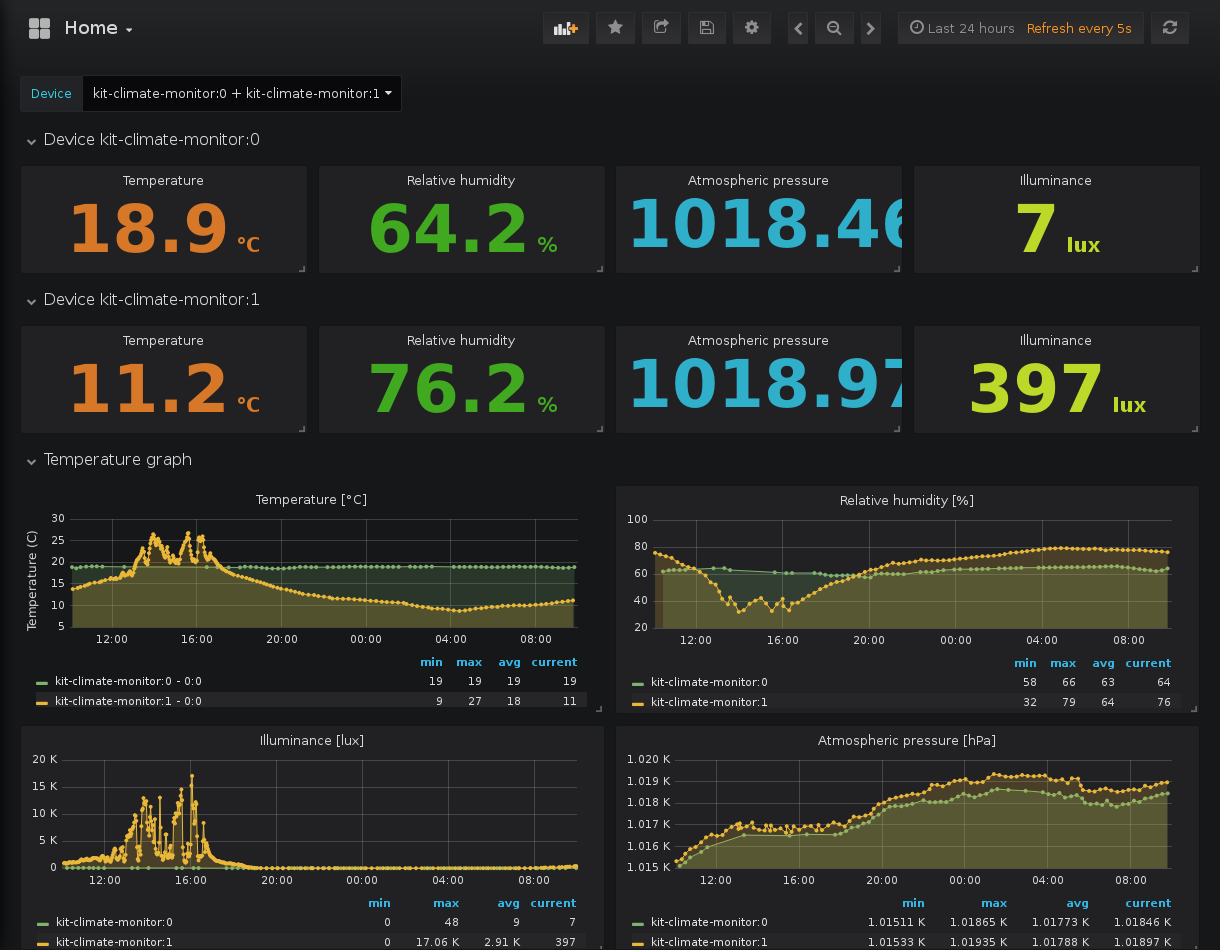 Home
Last 24 hours Refresh every 5s
Device kit-climate-monitor:0 + kit-climate-monitor:1
Device kit-climate-monitor:0
Temperature Relative humidity Atmospheric pressure Illuminance
18.9 °C 64.2 % 1018.46 7 lux
Device kit-climate-monitor:1
Temperature Relative humidity Atmospheric pressure Illuminance
11.2 °C 76.2 % 1018.97 397 lux
Temperature graph
Temperature [°C]
Temperature (C)
30
25
20
15
10
5
12:00 16:00 20:00 00:00 04:00 08:00
min max avg current
kit-climate-monitor:0 - 0:0 19 19 19 19
kit-climate-monitor:1 - 0:0 9 27 18 11
Relative humidity [%]
100
80
60
40
20
12:00 16:00 20:00 00:00 04:00 08:00
min max avg current
kit-climate-monitor:0 58 66 63 64
kit-climate-monitor:1 32 79 64 76
Illuminance [lux]
20 K
15 K
10 K
5 K
0
12:00 16:00 20:00 00:00 04:00 08:00
min max avg current
kit-climate-monitor:0 0 48 9 7
kit-climate-monitor:1 0 17.06 K 2.91 K 397
Atmospheric pressure [hPa]
1.020 K
1.019 K
1.018 K
1.017 K
1.016 K
1.015 K
12:00 16:00 20:00 00:00 04:00 08:00
min max avg current
kit-climate-monitor:0 1.01511 K 1.01865 K 1.01773 K 1.01846 K
kit-climate-monitor:1 1.01533 K 1.01935 K 1.01788 K 1.01897 K